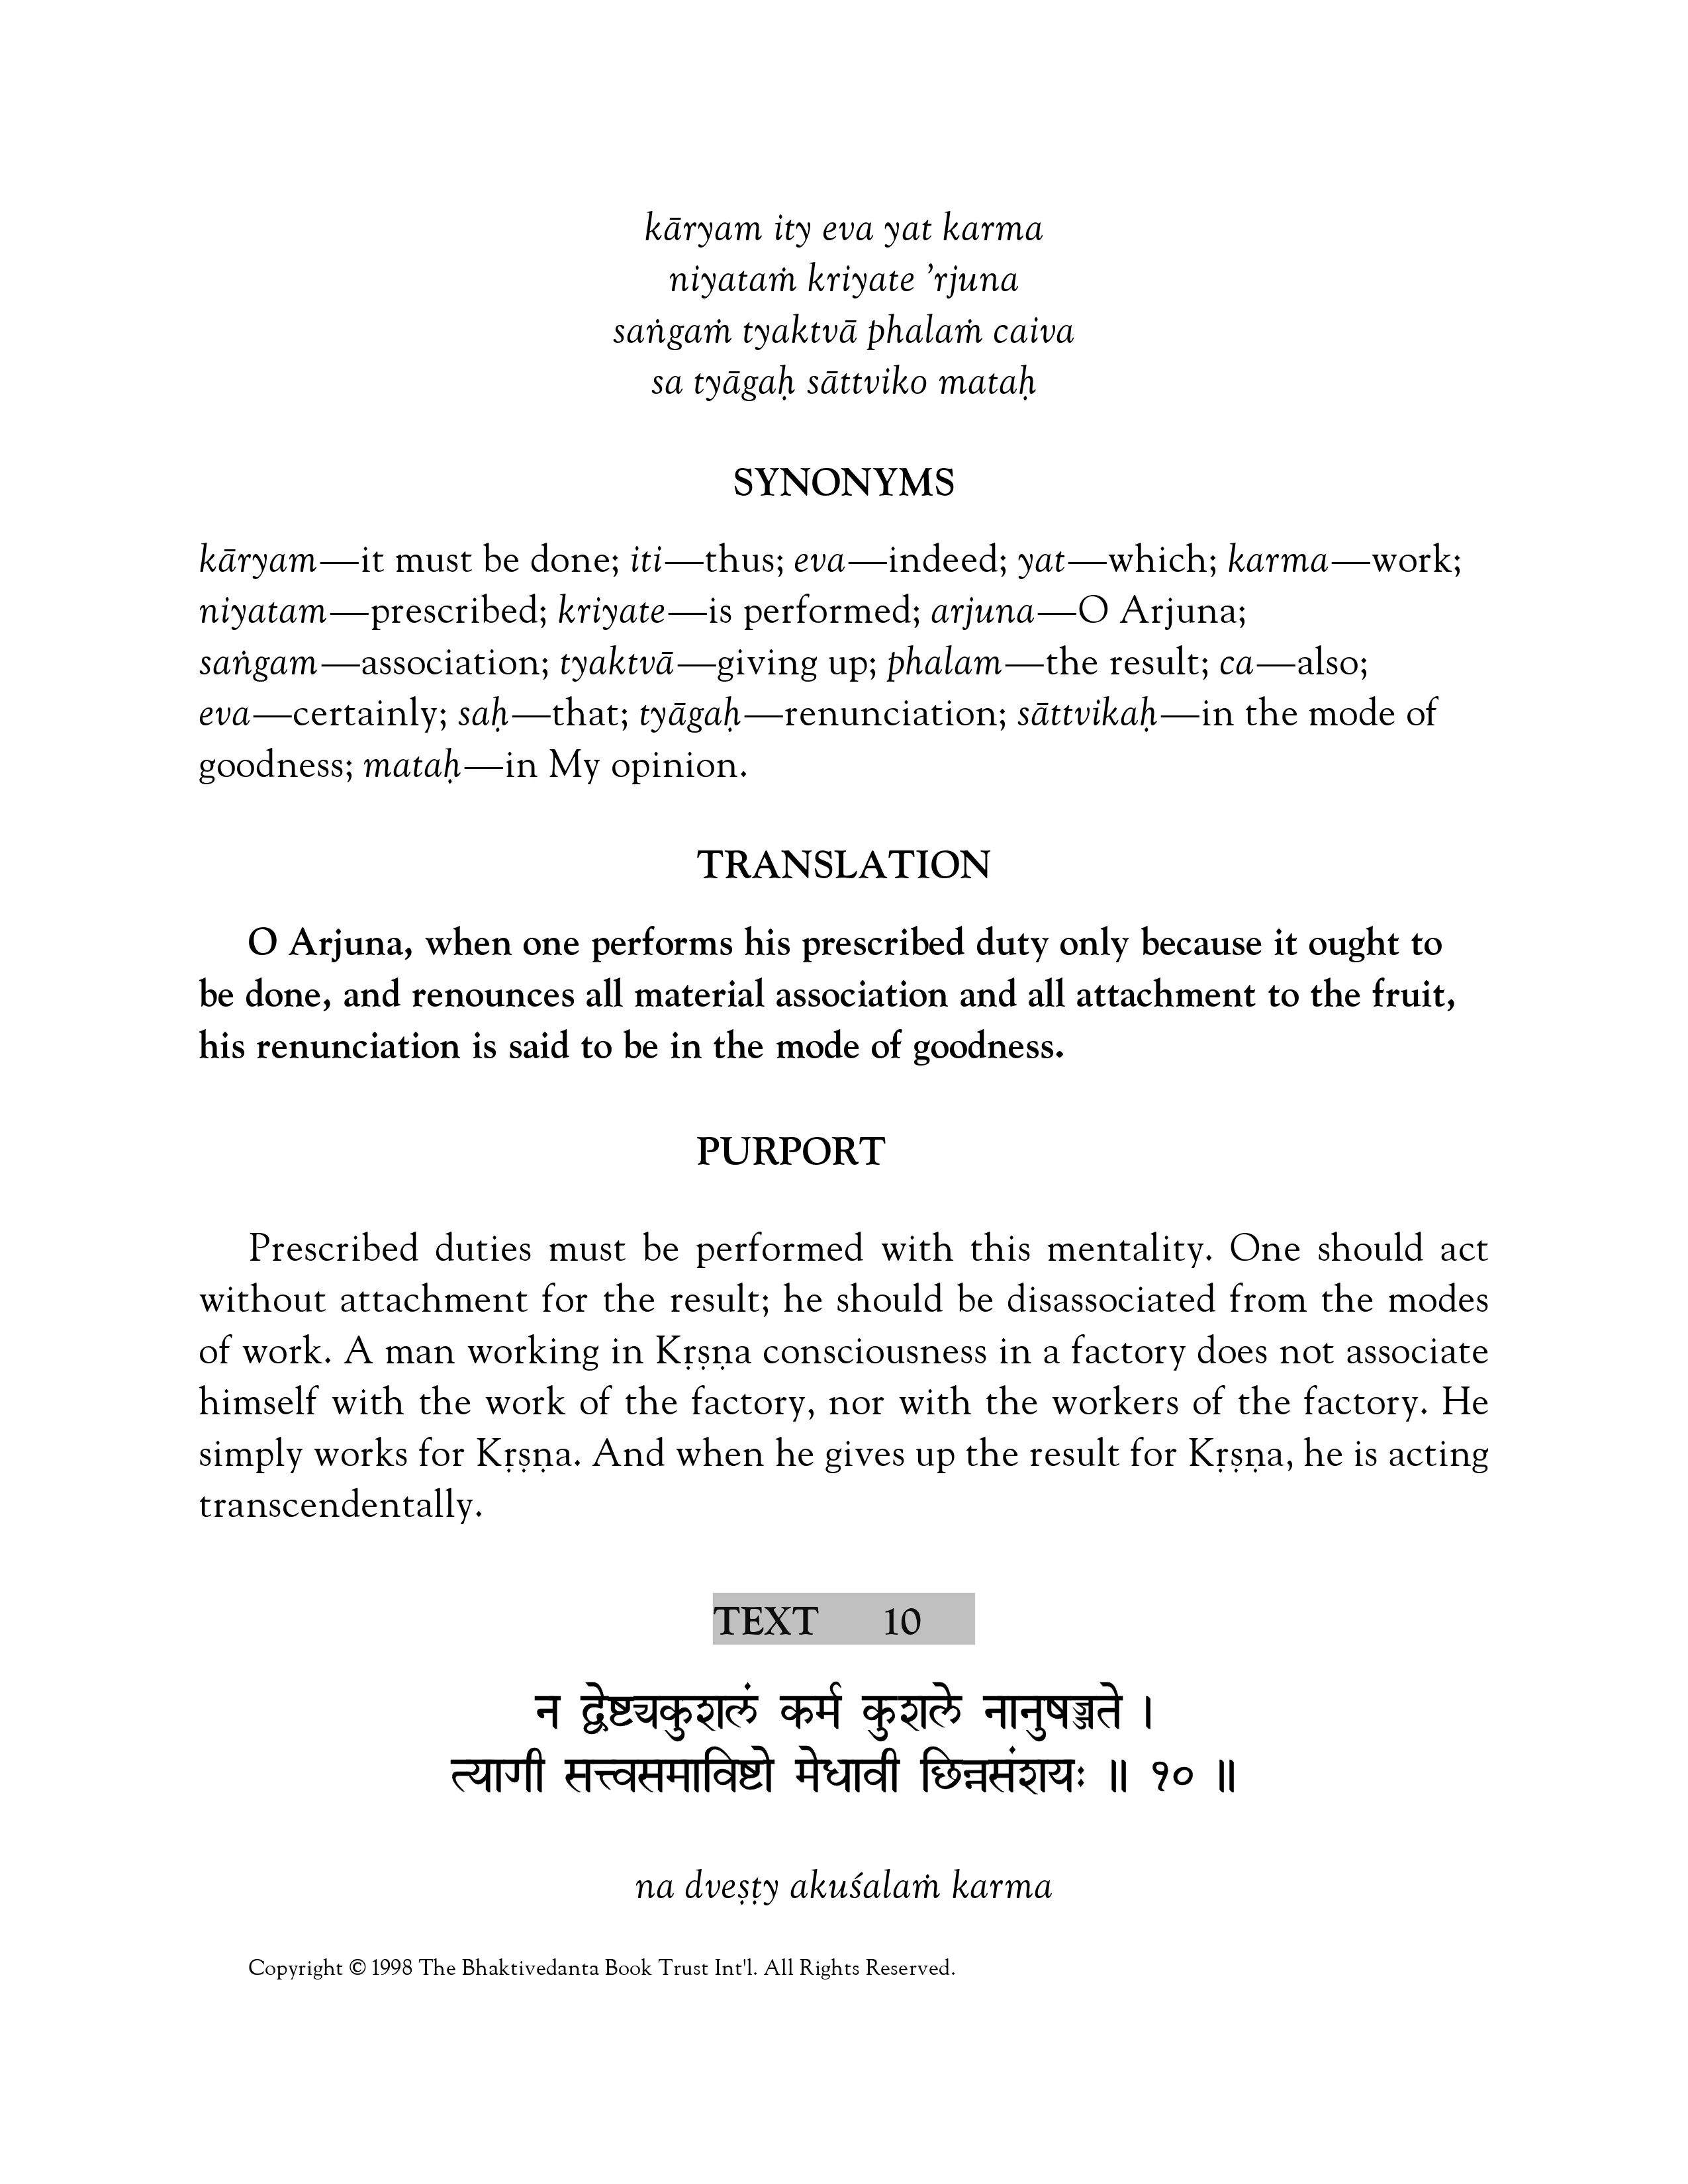 kāryam ity eva yat karma
niyataṁ kriyate ’rjuna
saṅgaṁ tyaktvā phalaṁ caiva
sa tyāgaḥ sāttviko mataḥ
SYNONYMS
kāryam—it must be done; iti—thus; eva—indeed; yat—which; karma—work;
niyatam—prescribed; kriyate—is performed; arjuna—O Arjuna;
saṅgam—association; tyaktvā—giving up; phalam—the result; ca—also;
eva—certainly; saḥ—that; tyāgaḥ—renunciation; sāttvikaḥ—in the mode of
goodness; mataḥ—in My opinion.
TRANSLATION
O Arjuna, when one performs his prescribed duty only because it ought to
be done, and renounces all material association and all attachment to the fruit,
his renunciation is said to be in the mode of goodness.
PURPORT
Prescribed duties must be performed with this mentality. One should act
without attachment for the result; he should be disassociated from the modes
of work. A man working in Kṛṣṇa consciousness in a factory does not associate
himself with the work of the factory, nor with the workers of the factory. He
simply works for Kṛṣṇa. And when he gives up the result for Kṛṣṇa, he is acting
transcendentally.
TEXT 10
न द्वेष्ट्यकुशलं कर्म कुशले नानुषज्जते ।
त्यागी सत्त्वसमाविष्टो मेधावी छिन्नसंशयः ॥ १० ॥
na dveṣṭy akuśalaṁ karma
Copyright © 1998 The Bhaktivedanta Book Trust Int'l. All Rights Reserved.